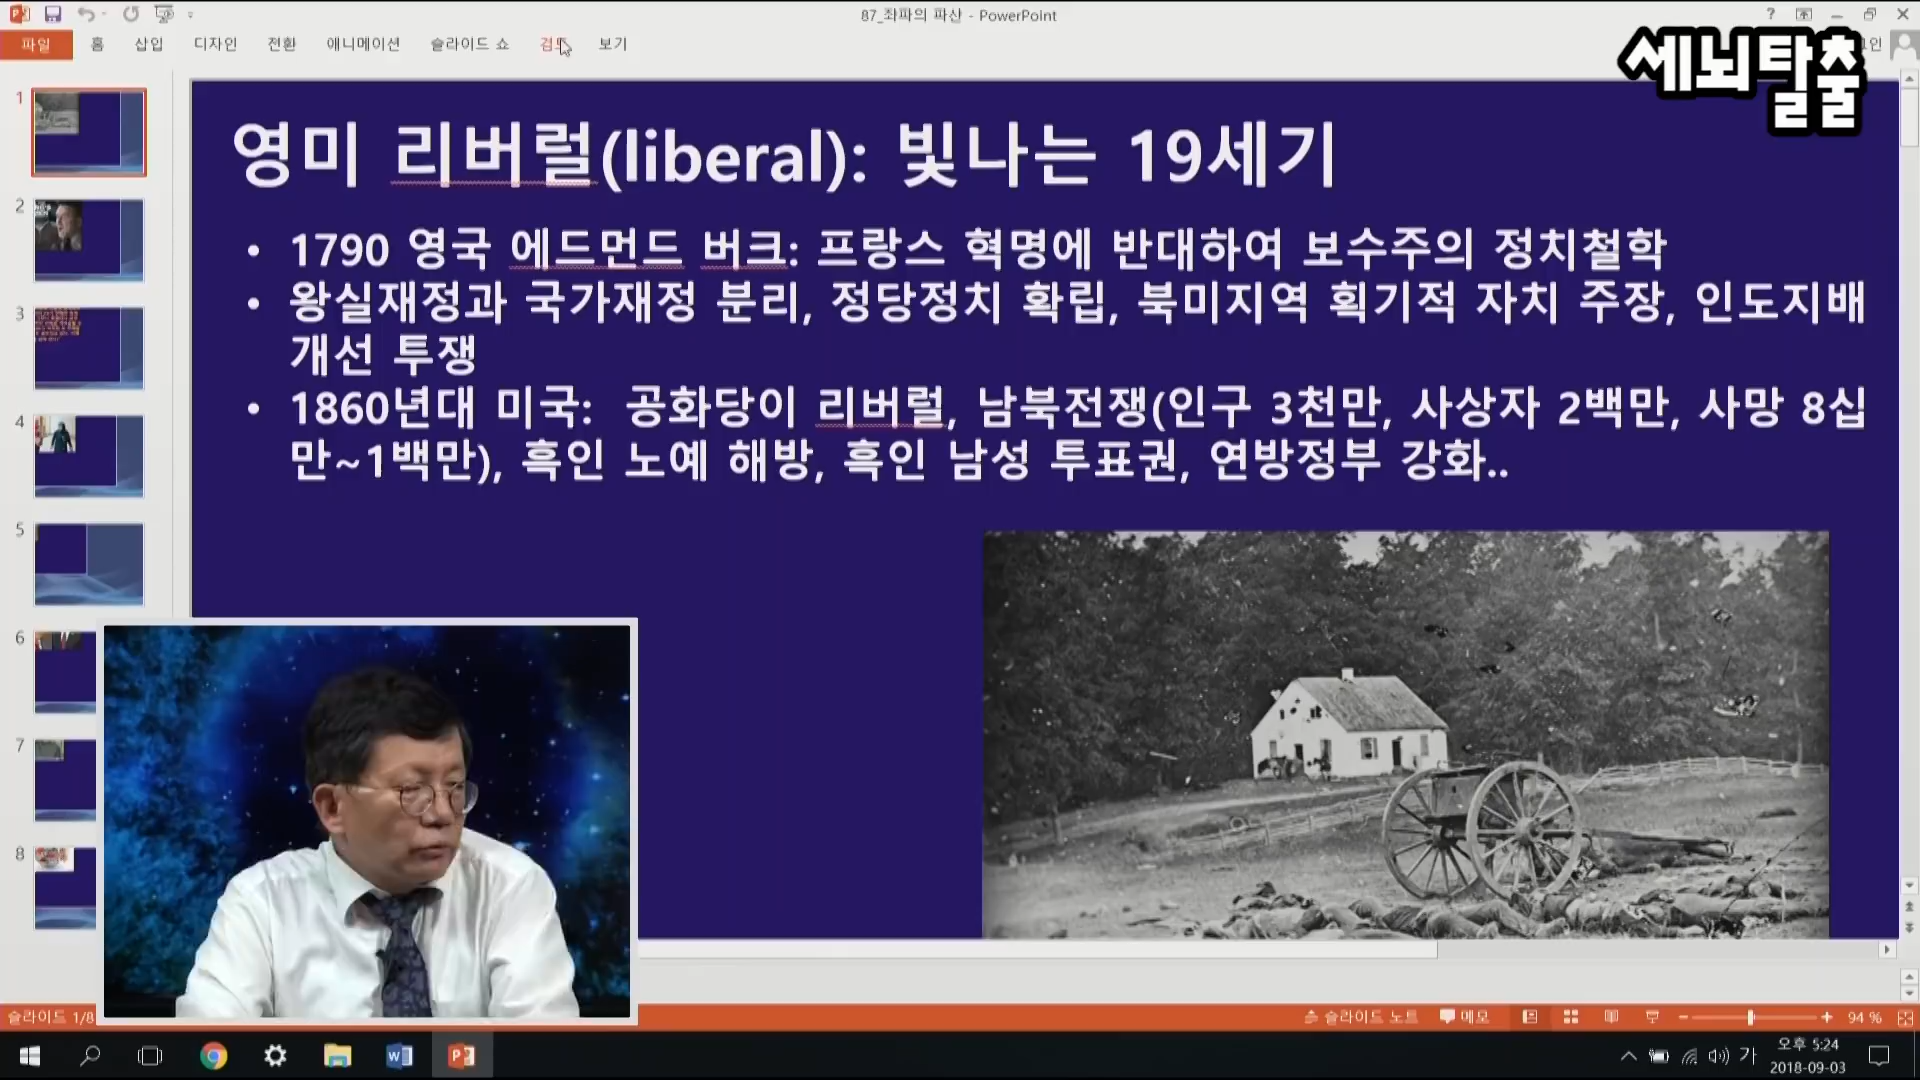 87_좌파의 파산 - PowerPoint
파일 홈 삽입 디자인 전환 애니메이션 슬라이드 쇼 보기
세뇌탈출
영미 리버럴(liberal): 빛나는 19세기
• 1790 영국 에드먼드 버크: 프랑스 혁명에 반대하여 보수주의 정치철학
• 왕실재정과 국가재정 분리, 정당정치 확립, 북미지역 획기적 자치 주장, 인도지배
개선 투쟁
• 1860년대 미국: 공화당이 리버럴, 남북전쟁(인구 3천만, 사상자 2백만, 사망 8십
만~1백만), 흑인 노예 해방, 흑인 남성 투표권, 연방정부 강화..
1
2
3
4
5
6
7
8
슬라이드 1/8 슬라이드 노트 메모 94 %
가 오후 5:24
2018-09-03